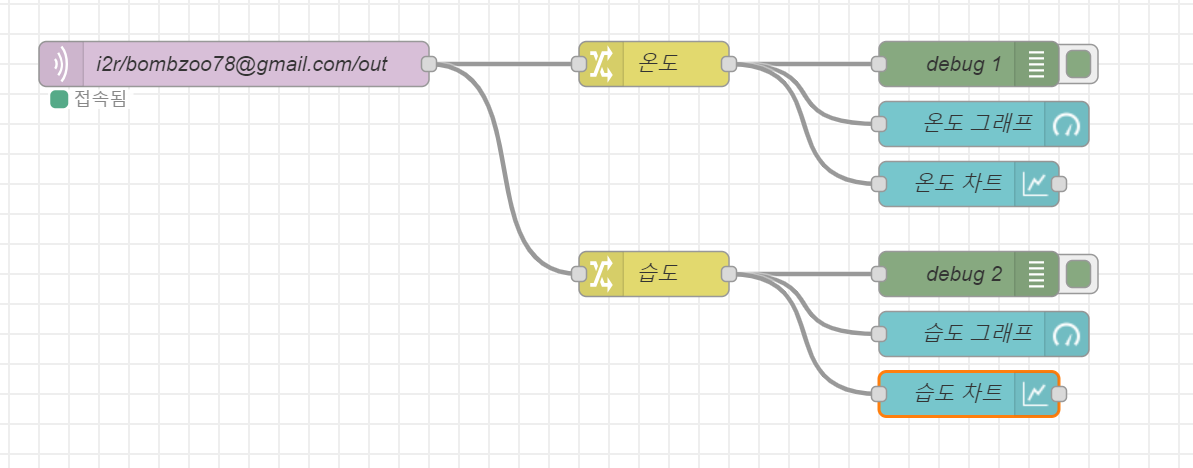 i2r/bombzoo78@gmail.com/out
접속됨
온도
debug 1
온도 그래프
온도 차트
습도
debug 2
습도 그래프
습도 차트